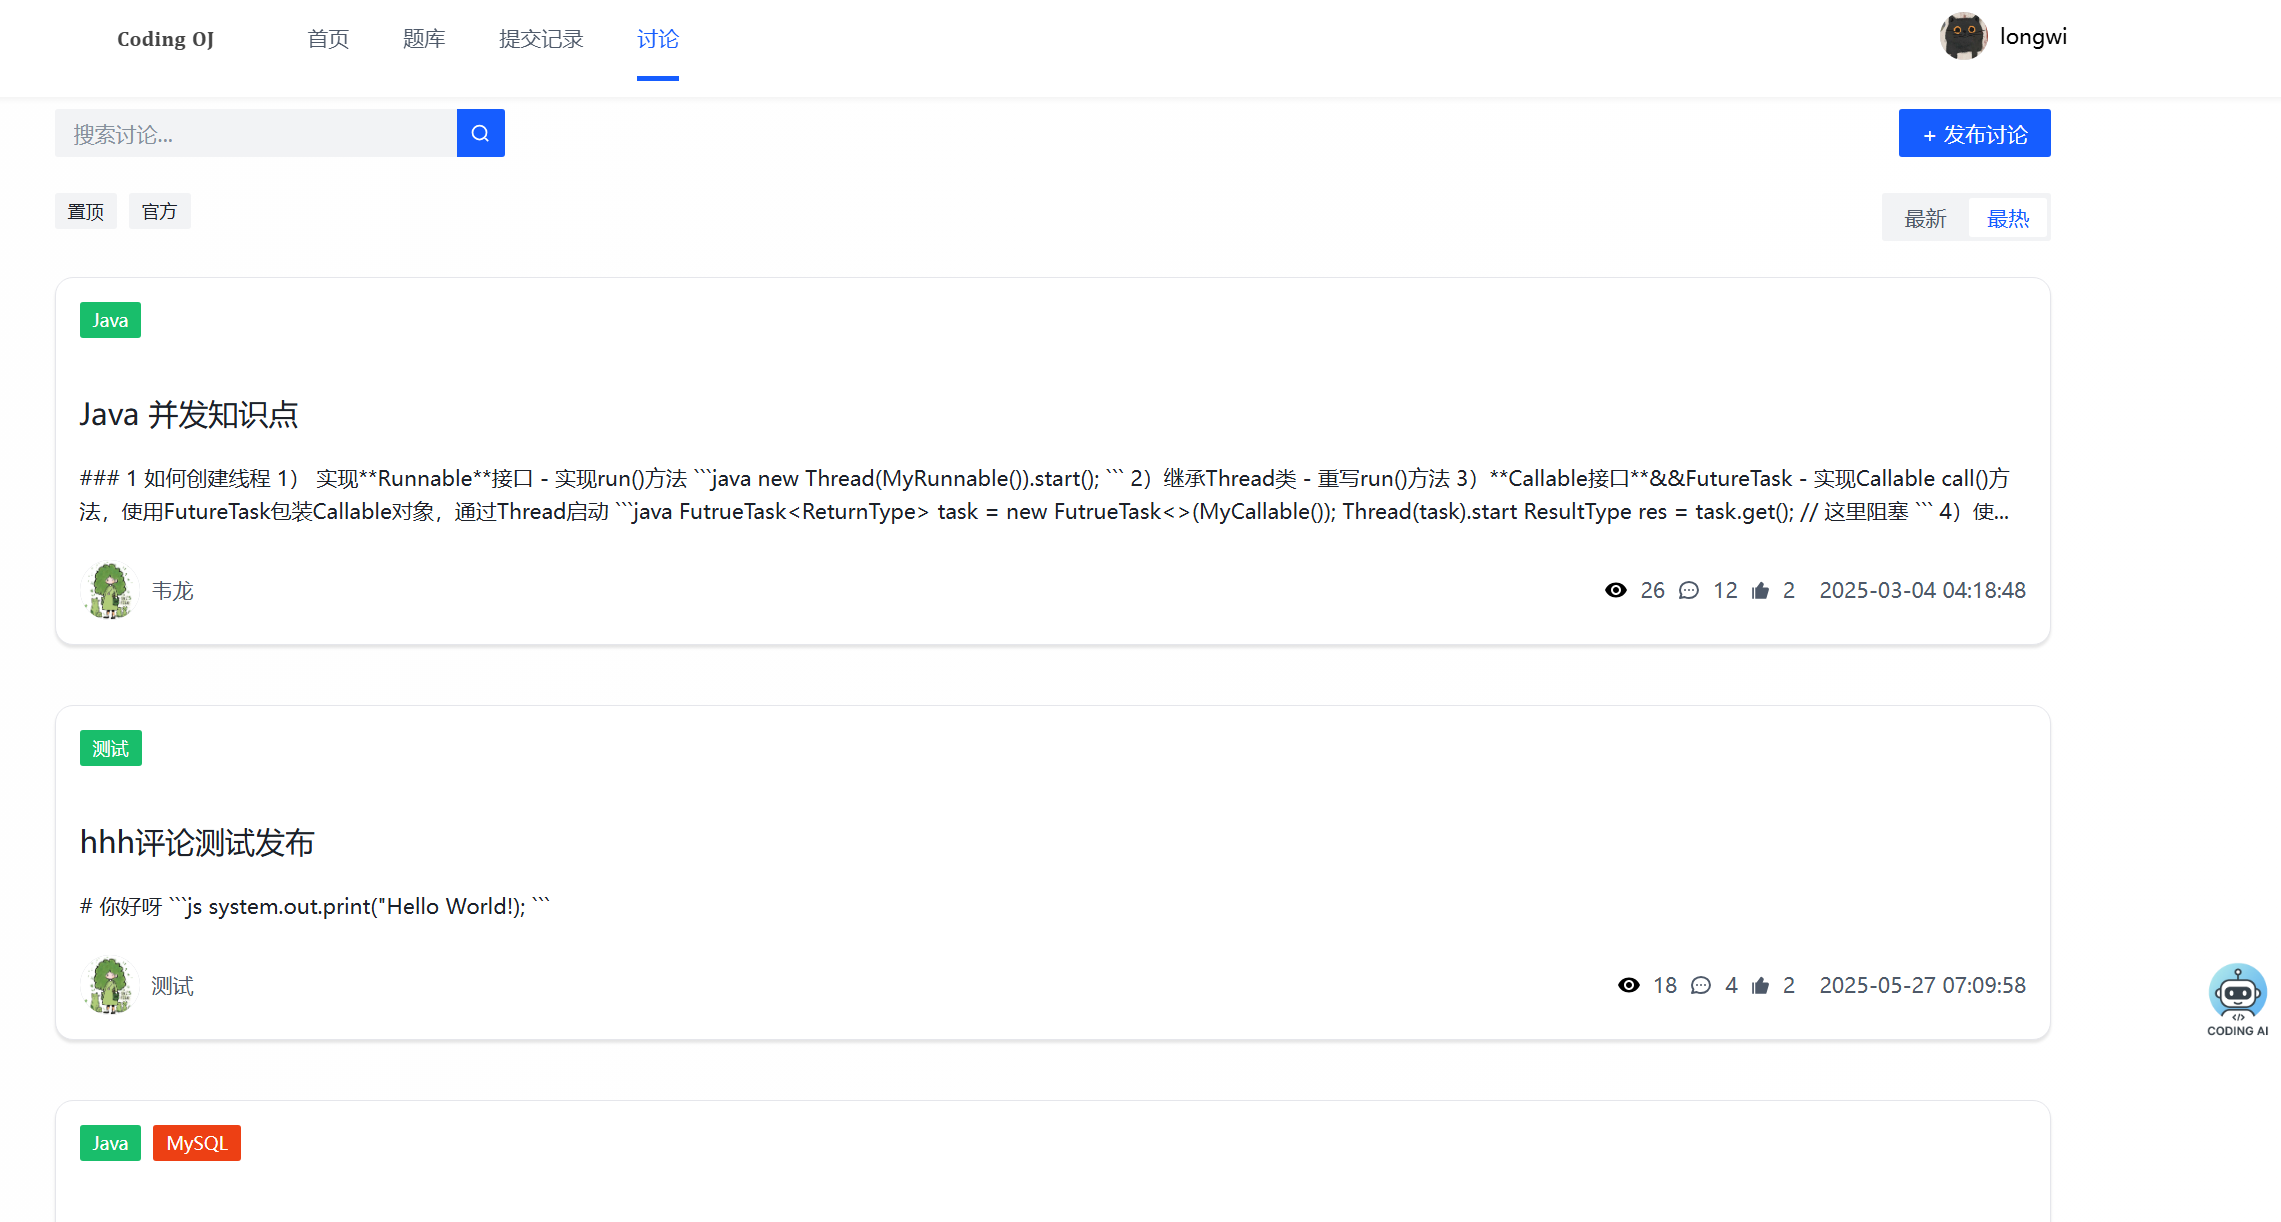 Coding OJ 首页 题库 提交记录 讨论 longwi
搜索讨论... + 发布讨论
置顶 官方 最新 最热
Java
Java 并发知识点
### 1 如何创建线程 1） 实现**Runnable**接口 - 实现run()方法 ```java new Thread(MyRunnable()).start(); ``` 2）继承Thread类 - 重写run()方法 3）**Callable接口**&&FutureTask - 实现Callable call()方
法，使用FutureTask包装Callable对象，通过Thread启动 ```java FutrueTask<ReturnType> task = new FutrueTask<>(MyCallable()); Thread(task).start ResultType res = task.get(); // 这里阻塞 ``` 4）使...
韦龙 26 12 2 2025-03-04 04:18:48
测试
hhh评论测试发布
# 你好呀 ```js system.out.print("Hello World!); ```
测试 18 4 2 2025-05-27 07:09:58
</> CODING AI
Java MySQL